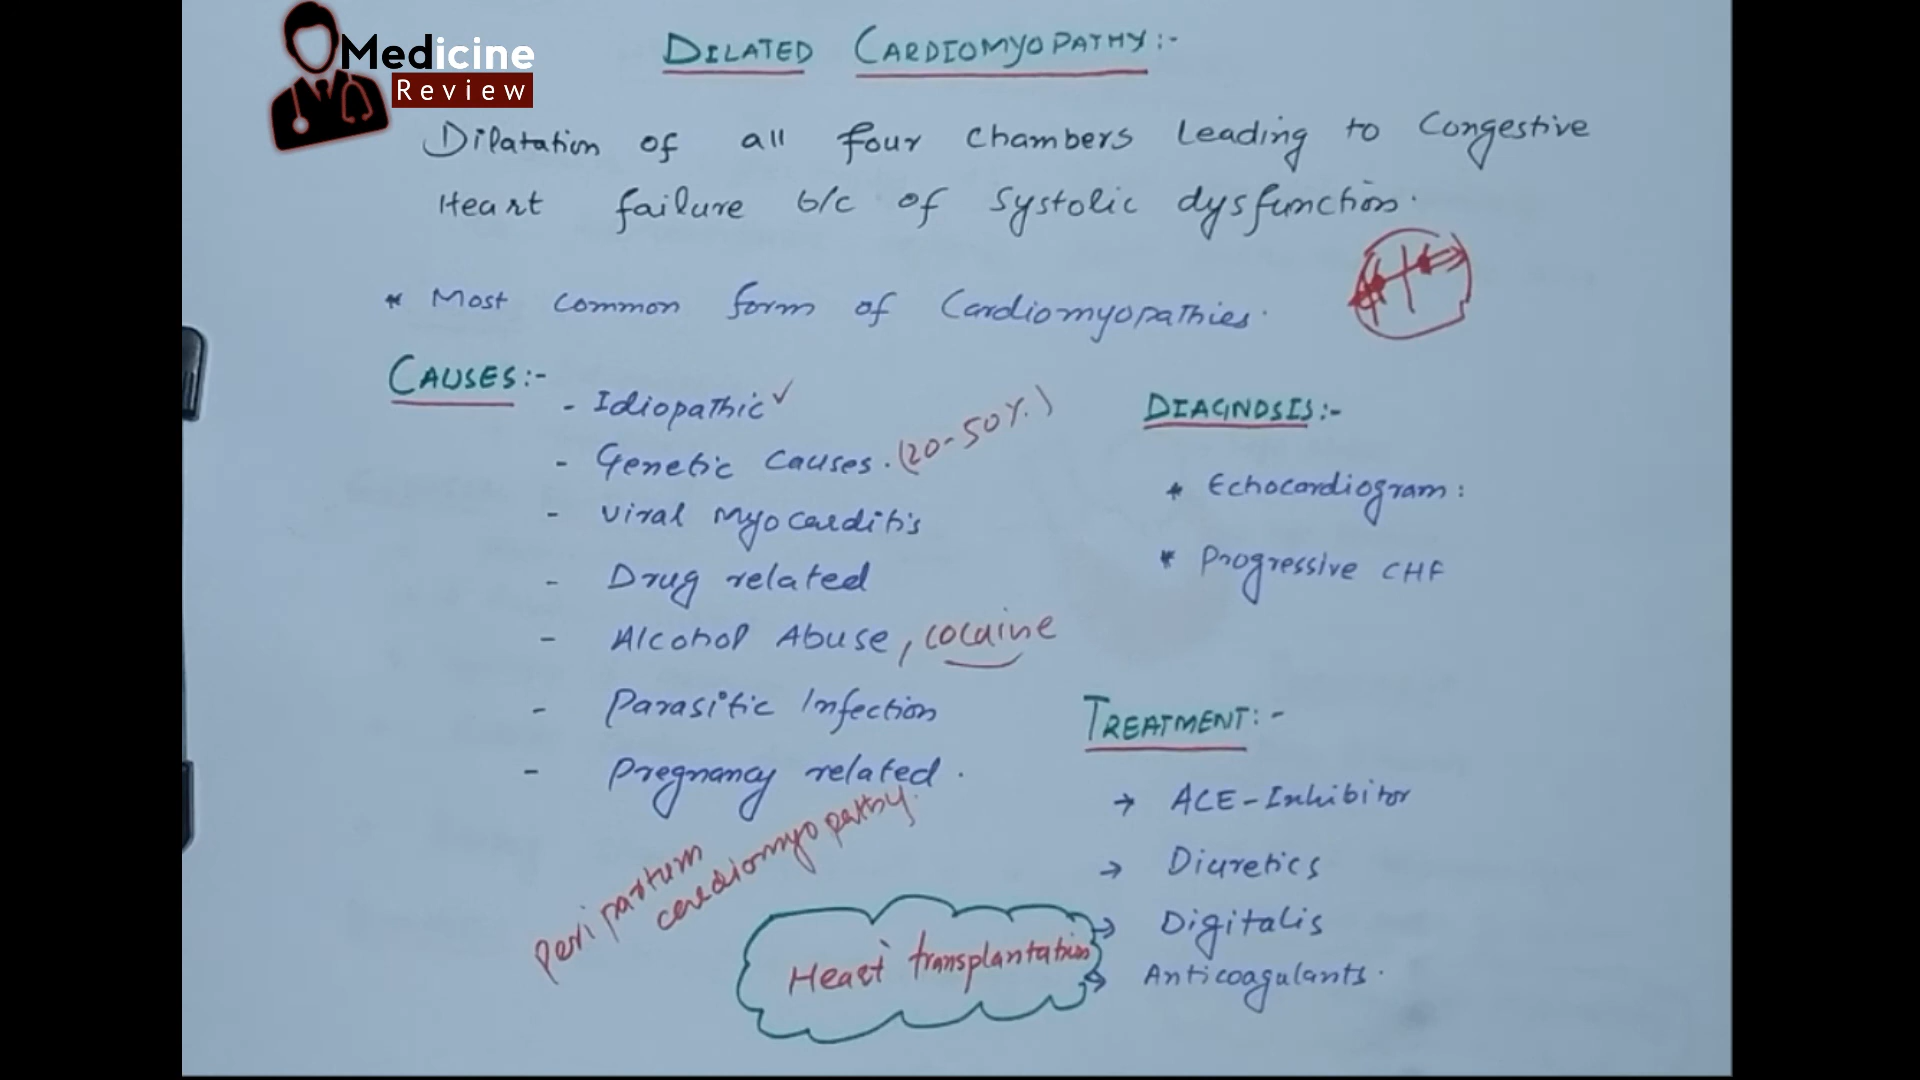 Medicine
Review
DILATED CARDIOMYOPATHY:-
Dilatation of all four chambers leading to Congestive
Heart failure b/c of Systolic dysfunction.
* Most common form of Cardiomyopathies.
CAUSES:-
- Idiopathic ✓
- Genetic Causes. (20-50%)
- Viral Myocarditis
- Drug related
- Alcohol Abuse, cocaine
- Parasitic Infection
- Pregnancy related.
Peripartum
cardiomyopathy.
DIAGNOSIS:-
* Echocardiogram:
* Progressive CHF
TREATMENT:-
→ ACE-Inhibitor
→ Diuretics
→ Digitalis
→ Anticoagulants.
Heart transplantation